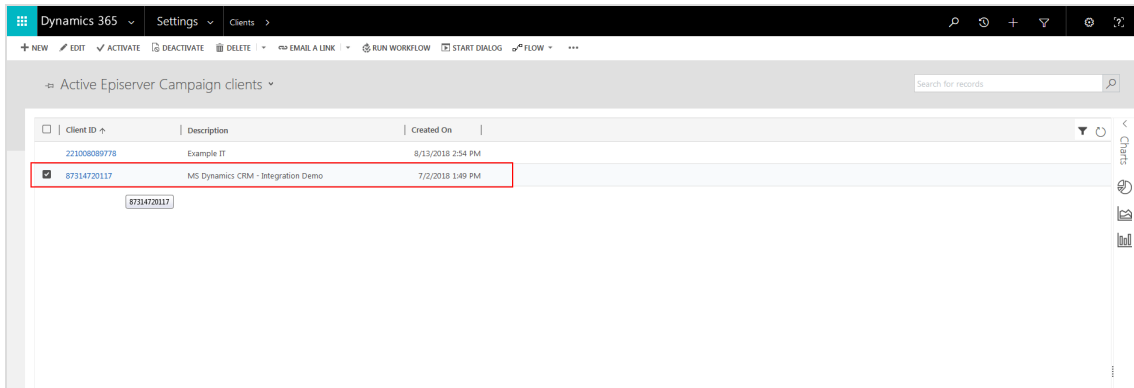 Dynamics 365 Settings Clients >
+ NEW EDIT ACTIVATE DEACTIVATE DELETE EMAIL A LINK RUN WORKFLOW START DIALOG FLOW ...
Active Episerver Campaign clients
Search for records
Client ID Description Created On
221008089778 Example IT 8/13/2018 2:54 PM
87314720117 MS Dynamics CRM - Integration Demo 7/2/2018 1:49 PM
87314720117
Charts